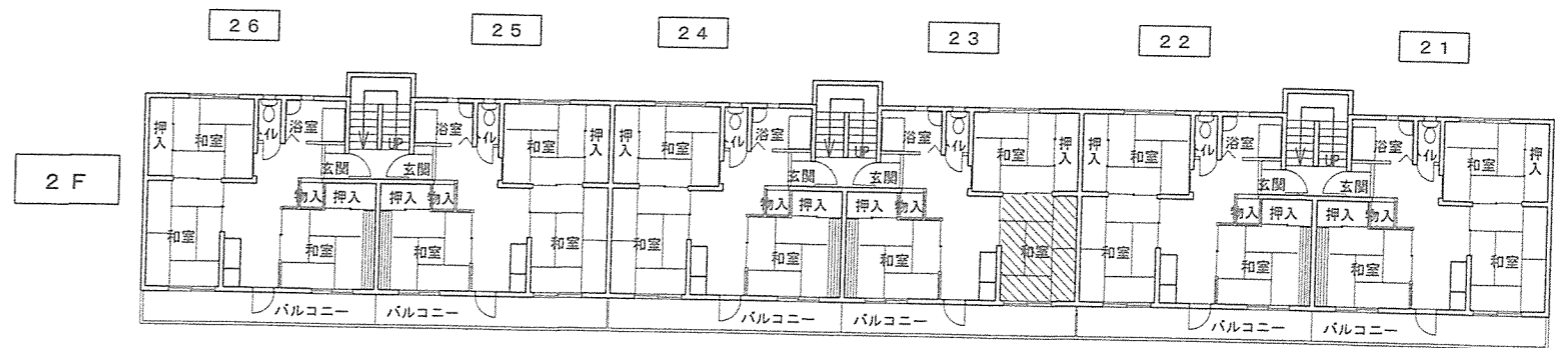 ２６
２５
２４
２３
２２
２１
２Ｆ
押入
和室
トイレ
浴室
UP
浴室
トイレ
和室
押入
押入
和室
トイレ
浴室
UP
浴室
トイレ
和室
押入
押入
和室
トイレ
浴室
UP
浴室
トイレ
和室
押入
玄関
玄関
玄関
玄関
玄関
玄関
物入
押入
押入
物入
物入
押入
押入
物入
物入
押入
押入
物入
和室
和室
和室
和室
和室
和室
和室
和室
和室
和室
和室
和室
バルコニー
バルコニー
バルコニー
バルコニー
バルコニー
バルコニー